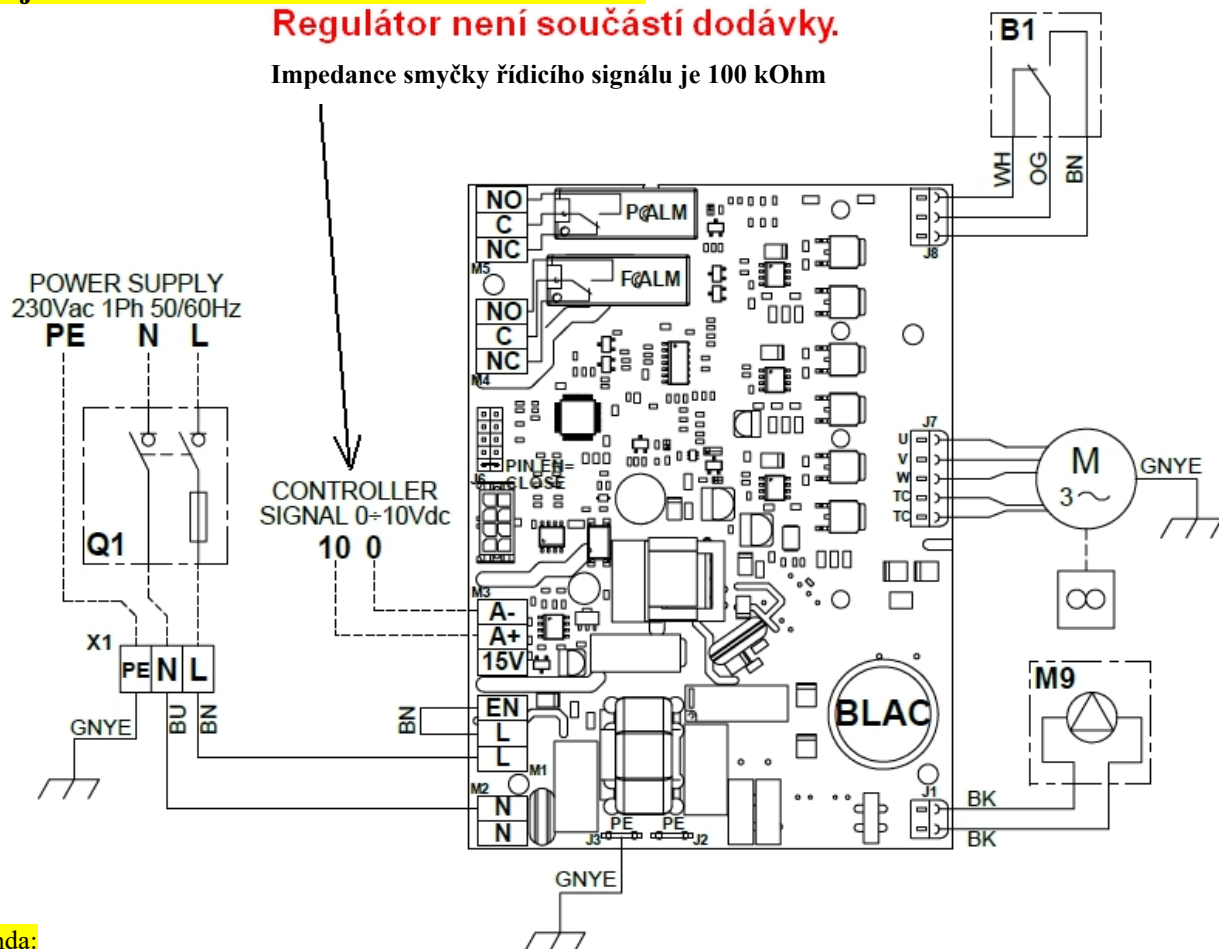 Regulátor není součástí dodávky.
Impedance smyčky řídicího signálu je 100 kOhm
B1
WH
OG
BN
NO
C
NC
M5
P@ALM
J8
POWER SUPPLY
230Vac 1Ph 50/60Hz
PE N L
NO
C
NC
M4
F@ALM
Q1
CONTROLLER
SIGNAL 0÷10Vdc
10 0
J6
PIN EN=
CLOSE
J7
U
V
W
TC
TC
M
3~
GNYE
M3
A-
A+
15V
X1
PE N L
GNYE
BU
BN
BN
EN
L
L
M1
M2
N
N
BLAC
M9
J1
BK
BK
PE
PE
J3
J2
GNYE
nda: